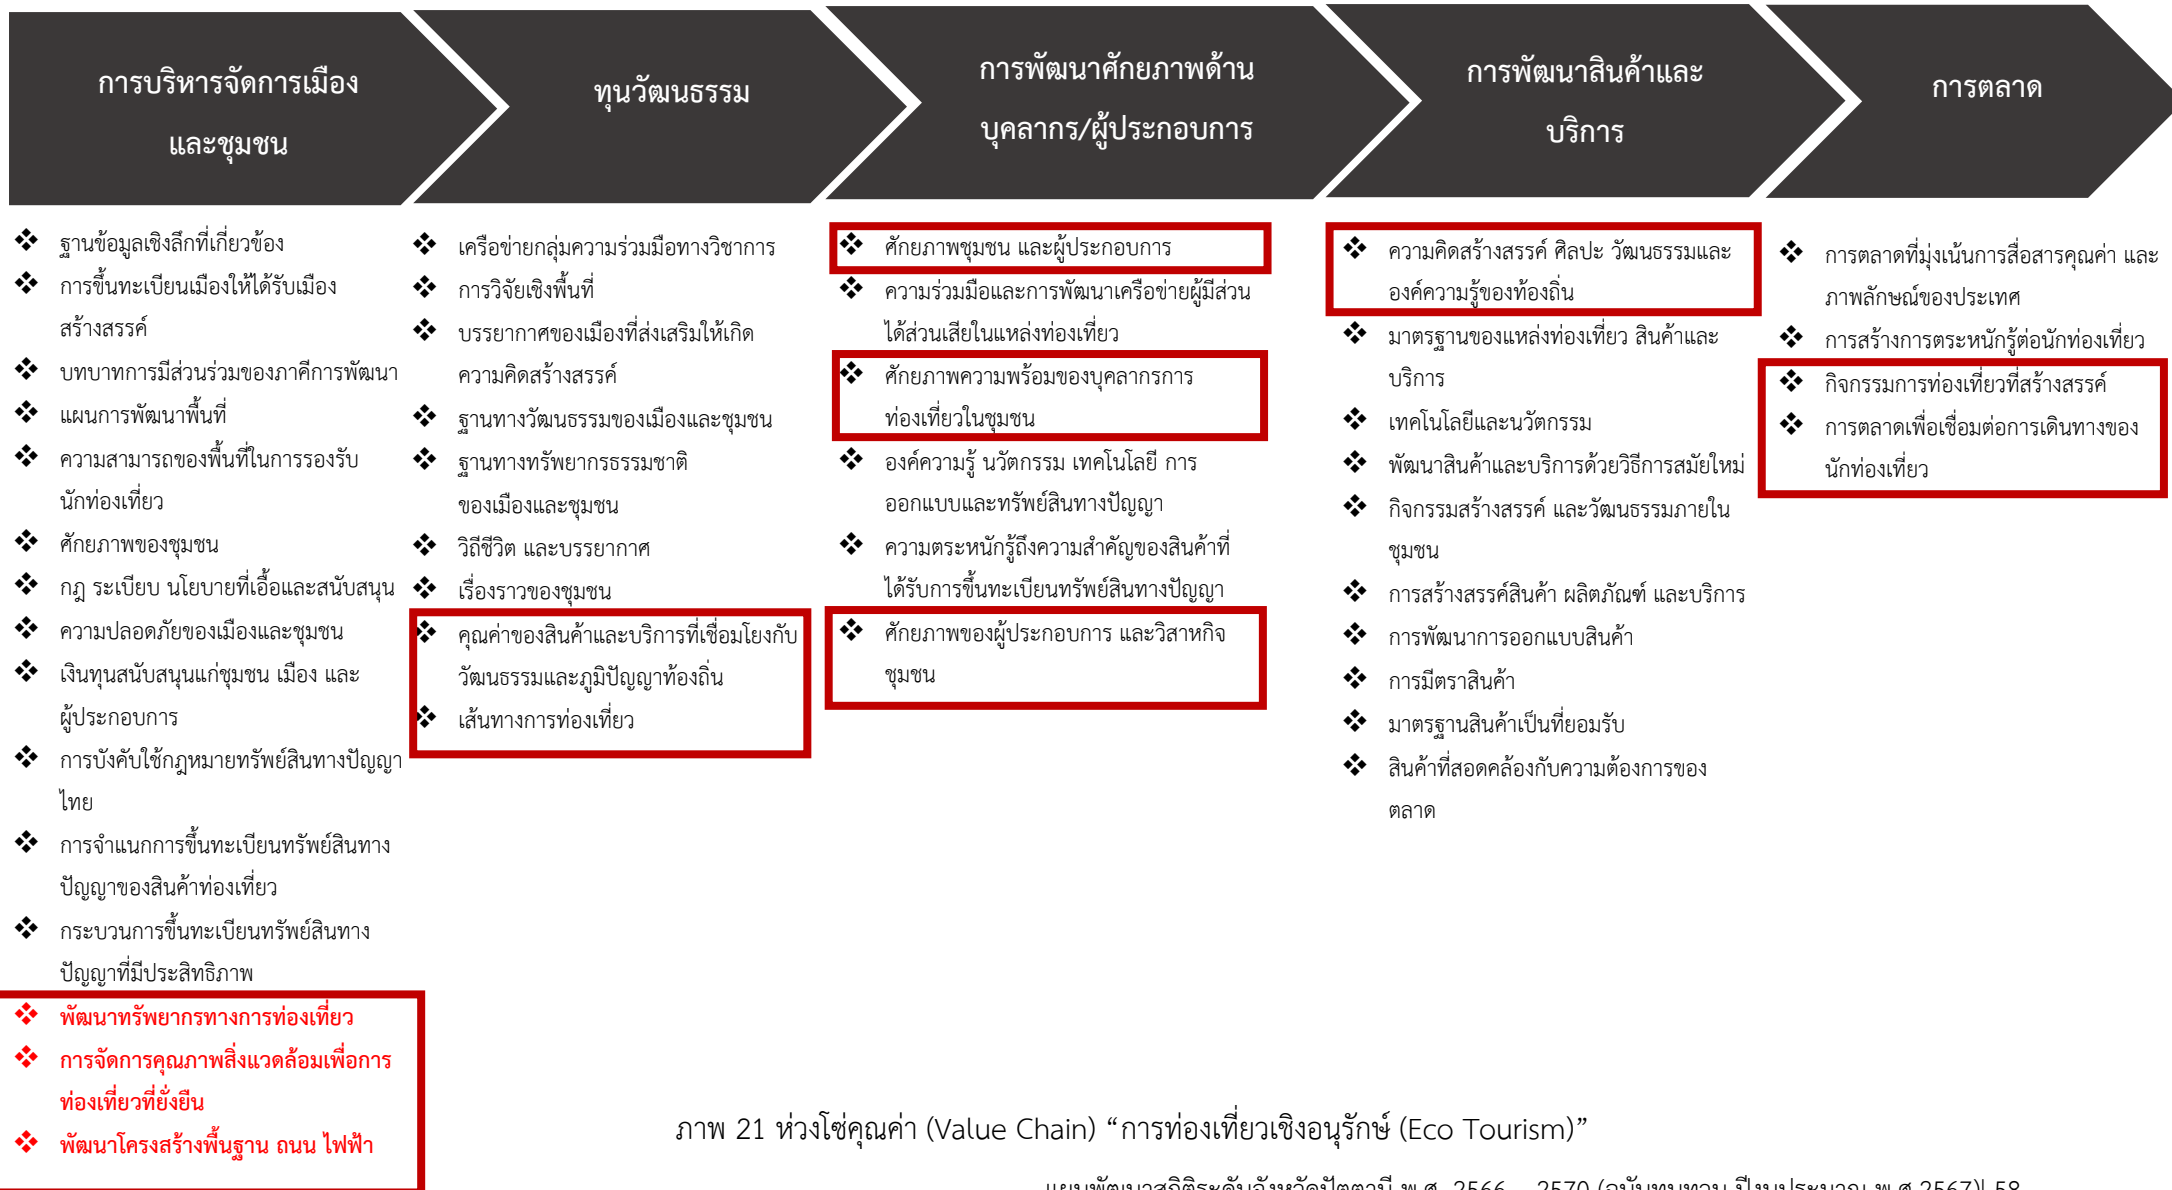 การบริหารจัดการเมือง
และชุมชน
ทุนวัฒนธรรม
การพัฒนาศักยภาพด้าน
บุคลากร/ผู้ประกอบการ
การพัฒนาสินค้าและ
บริการ
การตลาด
❖ ฐานข้อมูลเชิงลึกที่เกี่ยวข้อง
❖ การขึ้นทะเบียนเมืองให้ได้รับเมือง
สร้างสรรค์
❖ บทบาทการมีส่วนร่วมของภาคีการพัฒนา
❖ แผนการพัฒนาพื้นที่
❖ ความสามารถของพื้นที่ในการรองรับ
นักท่องเที่ยว
❖ ศักยภาพของชุมชน
❖ กฎ ระเบียบ นโยบายที่เอื้อและสนับสนุน
❖ ความปลอดภัยของเมืองและชุมชน
❖ เงินทุนสนับสนุนแก่ชุมชน เมือง และ
ผู้ประกอบการ
❖ การบังคับใช้กฎหมายทรัพย์สินทางปัญญา
ไทย
❖ การจำแนกการขึ้นทะเบียนทรัพย์สินทาง
ปัญญาของสินค้าท่องเที่ยว
❖ กระบวนการขึ้นทะเบียนทรัพย์สินทาง
ปัญญาที่มีประสิทธิภาพ
❖ พัฒนาทรัพยากรทางการท่องเที่ยว
❖ การจัดการคุณภาพสิ่งแวดล้อมเพื่อการ
ท่องเที่ยวที่ยั่งยืน
❖ พัฒนาโครงสร้างพื้นฐาน ถนน ไฟฟ้า
❖ เครือข่ายกลุ่มความร่วมมือทางวิชาการ
❖ การวิจัยเชิงพื้นที่
❖ บรรยากาศของเมืองที่ส่งเสริมให้เกิด
ความคิดสร้างสรรค์
❖ ฐานทางวัฒนธรรมของเมืองและชุมชน
❖ ฐานทางทรัพยากรธรรมชาติ
ของเมืองและชุมชน
❖ วิถีชีวิต และบรรยากาศ
❖ เรื่องราวของชุมชน
❖ คุณค่าของสินค้าและบริการที่เชื่อมโยงกับ
วัฒนธรรมและภูมิปัญญาท้องถิ่น
❖ เส้นทางการท่องเที่ยว
❖ ศักยภาพชุมชน และผู้ประกอบการ
❖ ความร่วมมือและการพัฒนาเครือข่ายผู้มีส่วน
ได้ส่วนเสียในแหล่งท่องเที่ยว
❖ ศักยภาพความพร้อมของบุคลากรการ
ท่องเที่ยวในชุมชน
❖ องค์ความรู้ นวัตกรรม เทคโนโลยี การ
ออกแบบและทรัพย์สินทางปัญญา
❖ ความตระหนักรู้ถึงความสำคัญของสินค้าที่
ได้รับการขึ้นทะเบียนทรัพย์สินทางปัญญา
❖ ศักยภาพของผู้ประกอบการ และวิสาหกิจ
ชุมชน
❖ ความคิดสร้างสรรค์ ศิลปะ วัฒนธรรมและ
องค์ความรู้ของท้องถิ่น
❖ มาตรฐานของแหล่งท่องเที่ยว สินค้าและ
บริการ
❖ เทคโนโลยีและนวัตกรรม
❖ พัฒนาสินค้าและบริการด้วยวิธีการสมัยใหม่
❖ กิจกรรมสร้างสรรค์ และวัฒนธรรมภายใน
ชุมชน
❖ การสร้างสรรค์สินค้า ผลิตภัณฑ์ และบริการ
❖ การพัฒนาการออกแบบสินค้า
❖ การมีตราสินค้า
❖ มาตรฐานสินค้าเป็นที่ยอมรับ
❖ สินค้าที่สอดคล้องกับความต้องการของ
ตลาด
❖ การตลาดที่มุ่งเน้นการสื่อสารคุณค่า และ
ภาพลักษณ์ของประเทศ
❖ การสร้างการตระหนักรู้ต่อนักท่องเที่ยว
❖ กิจกรรมการท่องเที่ยวที่สร้างสรรค์
❖ การตลาดเพื่อเชื่อมต่อการเดินทางของ
นักท่องเที่ยว
ภาพ 21 ห่วงโซ่คุณค่า (Value Chain) “การท่องเที่ยวเชิงอนุรักษ์ (Eco Tourism)”
แผนพัฒนาสถิติระดับจังหวัดปัตตานี พ.ศ. 2566 – 2570 (ฉบับทบทวน ปีงบประมาณ พ.ศ.2567)| 58